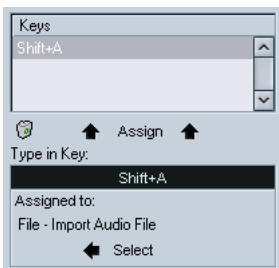 Keys
Shift+A
Assign
Type in Key:
Shift+A
Assigned to:
File - Import Audio File
Select